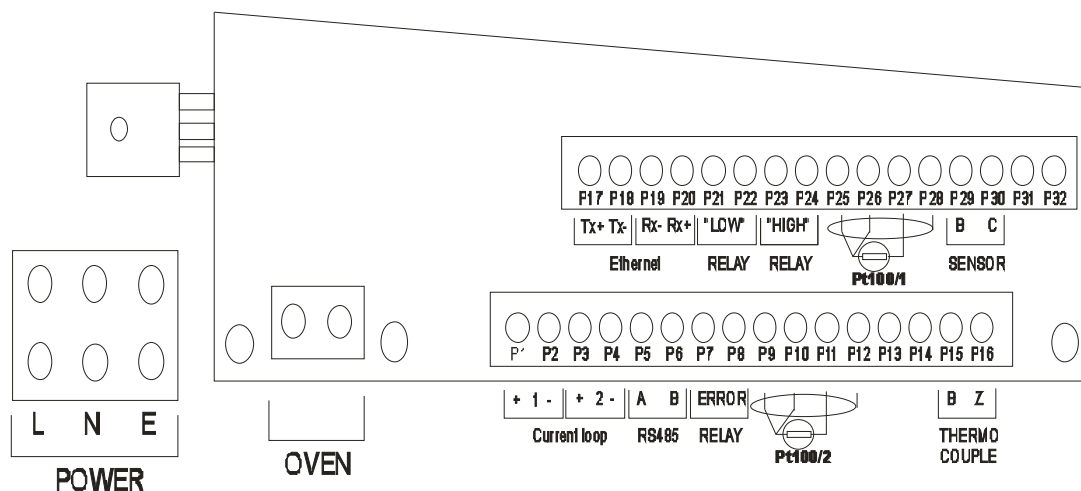 P17 P18 P19 P20 P21 P22 P23 P24 P25 P26 P27 P28 P29 P30 P31 P32
Tx+ Tx- Rx- Rx+ "LOW" "HIGH" B C
Ethernet RELAY RELAY SENSOR
Pt100/1
P1 P2 P3 P4 P5 P6 P7 P8 P9 P10 P11 P12 P13 P14 P15 P16
+ 1 - + 2 - A B ERROR B Z
Current loop RS485 RELAY THERMO
COUPLE
Pt100/2
L N E
POWER
OVEN